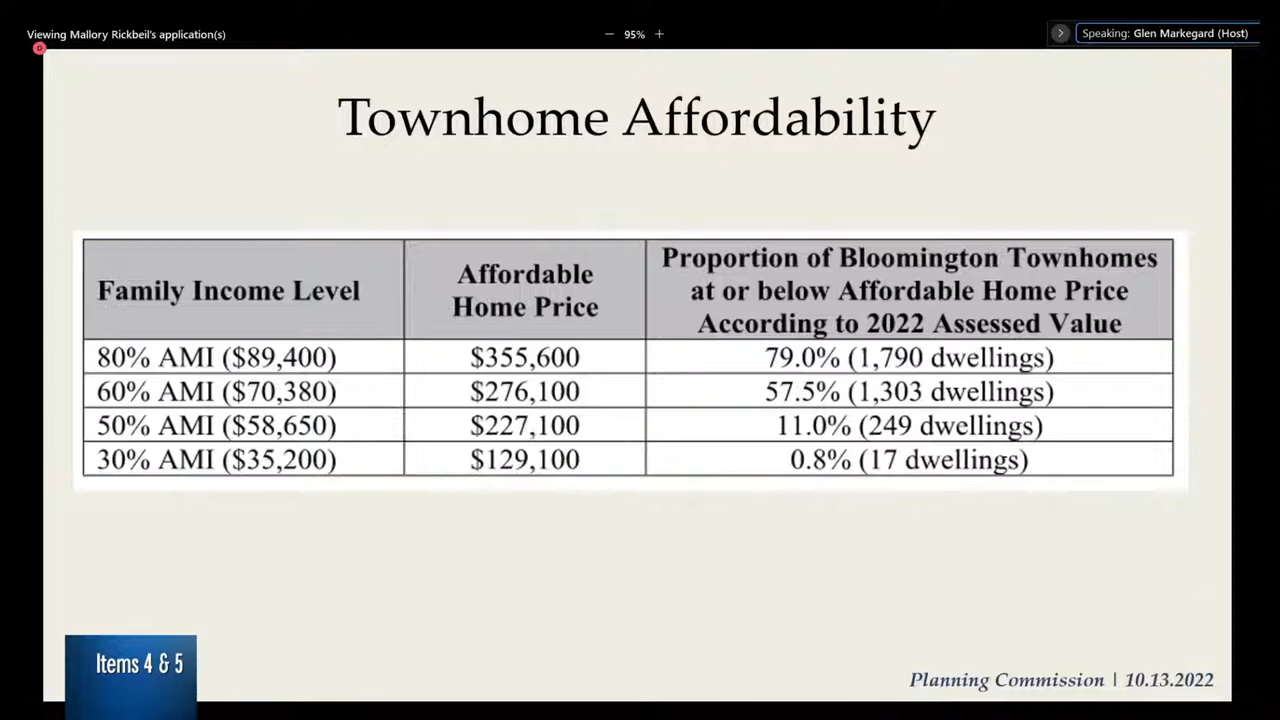 Viewing Mallory Rickbeil's application(s)
— 95% +
Speaking: Glen Markegard (Host)
Townhome Affordability
Family Income Level
Affordable
Home Price
Proportion of Bloomington Townhomes
at or below Affordable Home Price
According to 2022 Assessed Value
80% AMI ($89,400) $355,600 79.0% (1,790 dwellings)
60% AMI ($70,380) $276,100 57.5% (1,303 dwellings)
50% AMI ($58,650) $227,100 11.0% (249 dwellings)
30% AMI ($35,200) $129,100 0.8% (17 dwellings)
Items 4 & 5
Planning Commission | 10.13.2022